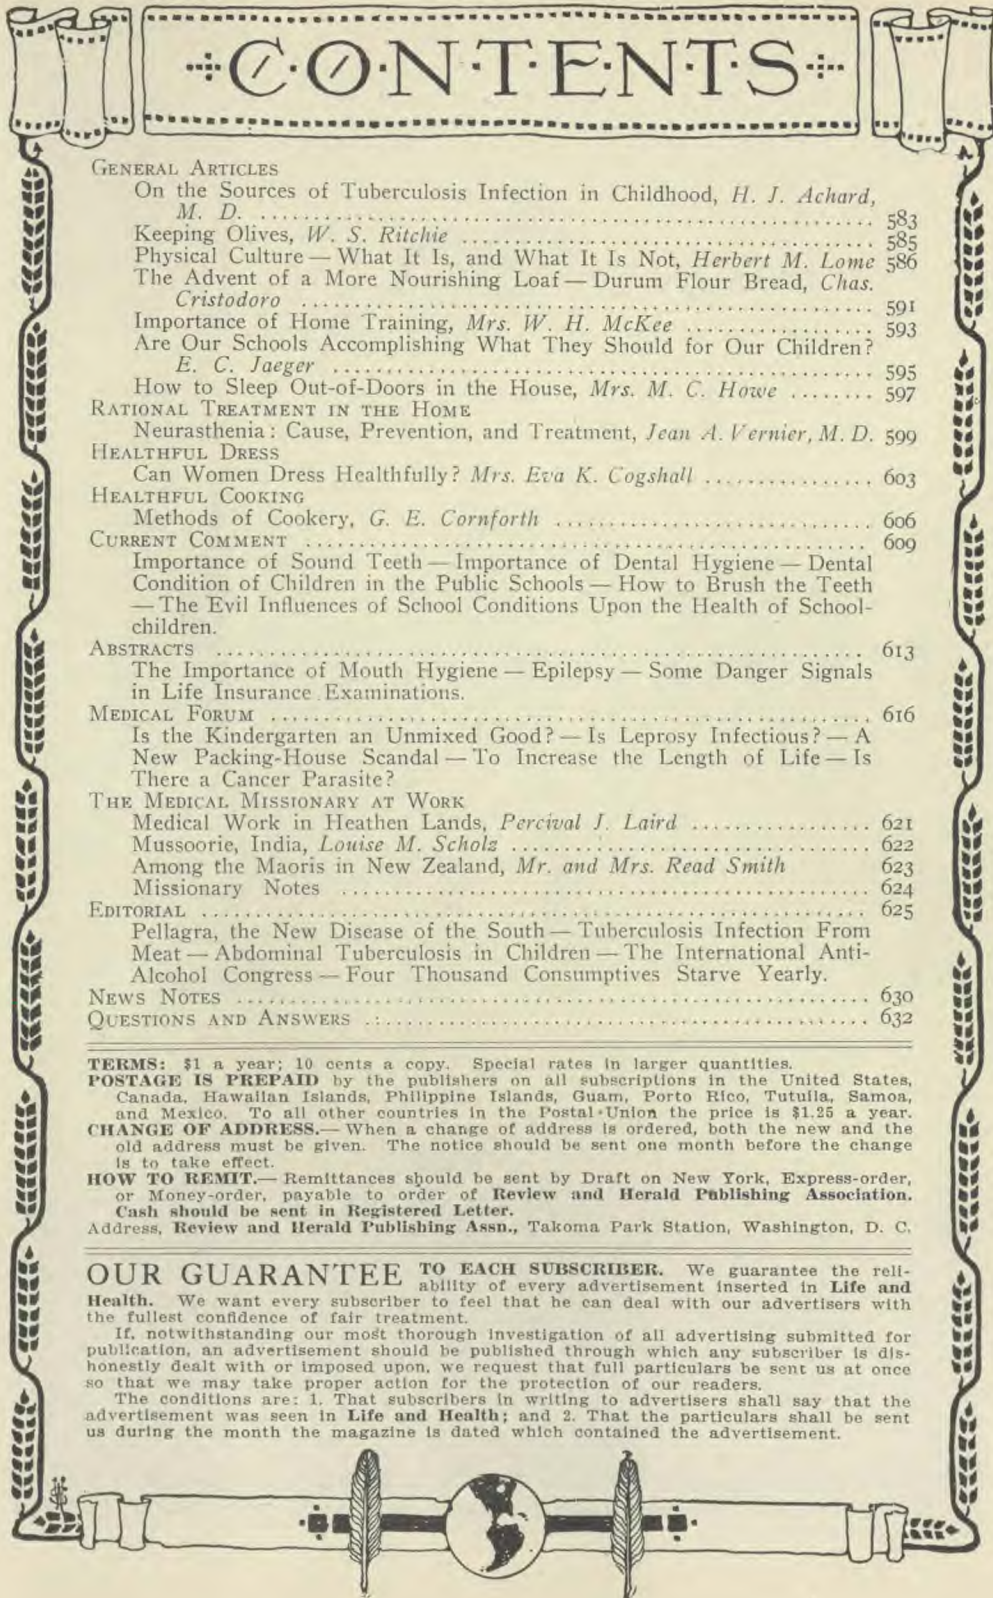 ·C·O·N·T·E·N·T·S·
GENERAL ARTICLES
On the Sources of Tuberculosis Infection in Childhood, H. J. Achard,
M. D. ........................................ 583
Keeping Olives, W. S. Ritchie ........................................ 585
Physical Culture — What It Is, and What It Is Not, Herbert M. Lome 586
The Advent of a More Nourishing Loaf — Durum Flour Bread, Chas.
Cristodoro ........................................ 591
Importance of Home Training, Mrs. W. H. McKee .................. 593
Are Our Schools Accomplishing What They Should for Our Children?
E. C. Jaeger ........................................ 595
How to Sleep Out-of-Doors in the House, Mrs. M. C. Howe ........ 597
RATIONAL TREATMENT IN THE HOME
Neurasthenia: Cause, Prevention, and Treatment, Jean A. Vernier, M. D. 599
HEALTHFUL DRESS
Can Women Dress Healthfully? Mrs. Eva K. Cogshall ................ 603
HEALTHFUL COOKING
Methods of Cookery, G. E. Cornforth .............................. 606
CURRENT COMMENT ........................................ 609
Importance of Sound Teeth — Importance of Dental Hygiene — Dental
Condition of Children in the Public Schools — How to Brush the Teeth
— The Evil Influences of School Conditions Upon the Health of School-
children.
ABSTRACTS ........................................ 613
The Importance of Mouth Hygiene — Epilepsy — Some Danger Signals
in Life Insurance Examinations.
MEDICAL FORUM ........................................ 616
Is the Kindergarten an Unmixed Good? — Is Leprosy Infectious? — A
New Packing-House Scandal — To Increase the Length of Life — Is
There a Cancer Parasite?
THE MEDICAL MISSIONARY AT WORK
Medical Work in Heathen Lands, Percival J. Laird ................. 621
Mussoorie, India, Louise M. Scholz ................................. 622
Among the Maoris in New Zealand, Mr. and Mrs. Read Smith 623
Missionary Notes ........................................ 624
EDITORIAL ........................................ 625
Pellagra, the New Disease of the South — Tuberculosis Infection From
Meat — Abdominal Tuberculosis in Children — The International Anti-
Alcohol Congress — Four Thousand Consumptives Starve Yearly.
NEWS NOTES ........................................ 630
QUESTIONS AND ANSWERS ........................................ 632
TERMS: $1 a year; 10 cents a copy. Special rates in larger quantities.
POSTAGE IS PREPAID by the publishers on all subscriptions in the United States,
Canada, Hawaiian Islands, Philippine Islands, Guam, Porto Rico, Tutuila, Samoa,
and Mexico. To all other countries in the Postal Union the price is $1.25 a year.
CHANGE OF ADDRESS.— When a change of address is ordered, both the new and the
old address must be given. The notice should be sent one month before the change
is to take effect.
HOW TO REMIT.— Remittances should be sent by Draft on New York, Express-order,
or Money-order, payable to order of Review and Herald Publishing Association.
Cash should be sent in Registered Letter.
Address, Review and Herald Publishing Assn., Takoma Park Station, Washington, D. C.
OUR GUARANTEE TO EACH SUBSCRIBER. We guarantee the reli-
ability of every advertisement inserted in Life and
Health. We want every subscriber to feel that he can deal with our advertisers with
the fullest confidence of fair treatment.
If, notwithstanding our most thorough investigation of all advertising submitted for
publication, an advertisement should be published through which any subscriber is dis-
honestly dealt with or imposed upon, we request that full particulars be sent us at once
so that we may take proper action for the protection of our readers.
The conditions are: 1. That subscribers in writing to advertisers shall say that the
advertisement was seen in Life and Health; and 2. That the particulars shall be sent
us during the month the magazine is dated which contained the advertisement.